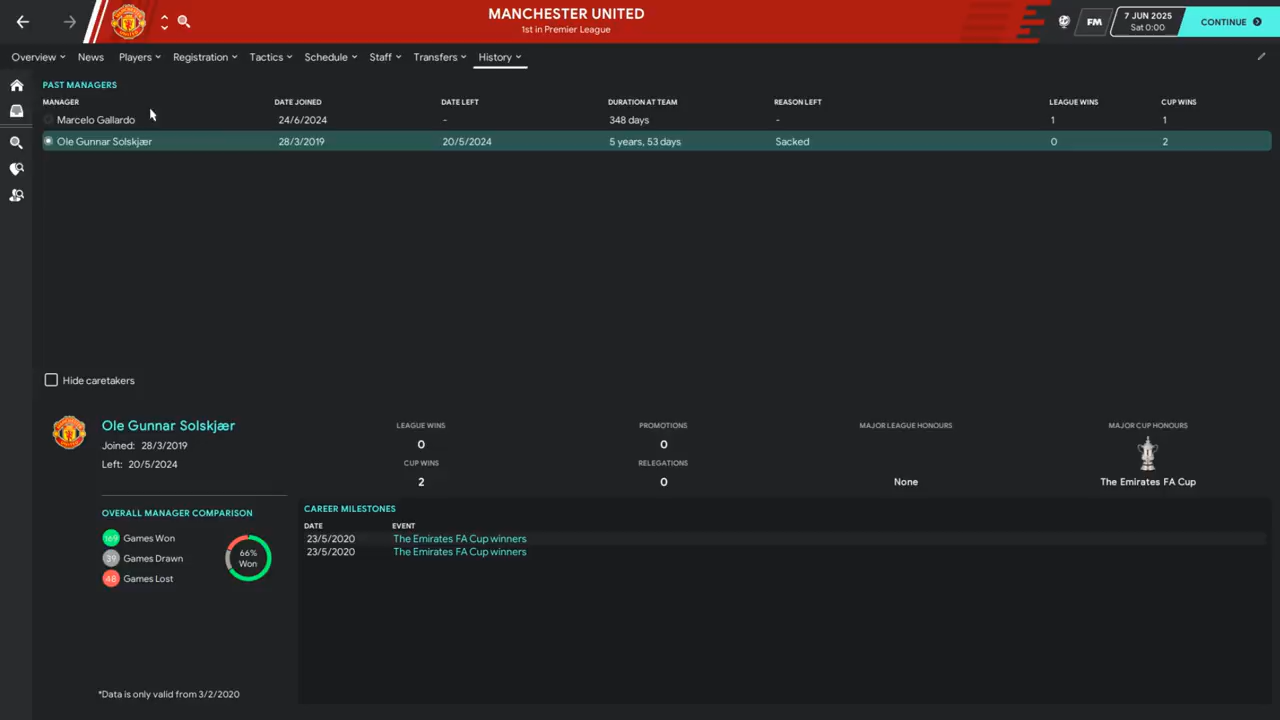 MANCHESTER UNITED
1st in Premier League
FM
7 JUN 2025
Sat 0:00
CONTINUE
Overview News Players Registration Tactics Schedule Staff Transfers History
PAST MANAGERS
MANAGER DATE JOINED DATE LEFT DURATION AT TEAM REASON LEFT LEAGUE WINS CUP WINS
Marcelo Gallardo 24/6/2024 - 348 days - 1 1
Ole Gunnar Solskjær 28/3/2019 20/5/2024 5 years, 53 days Sacked 0 2
Hide caretakers
Ole Gunnar Solskjær
Joined: 28/3/2019
Left: 20/5/2024
LEAGUE WINS PROMOTIONS MAJOR LEAGUE HONOURS MAJOR CUP HONOURS
0 0
CUP WINS RELEGATIONS
2 0 None The Emirates FA Cup
OVERALL MANAGER COMPARISON
169 Games Won
39 Games Drawn
48 Games Lost
66%
Won
*Data is only valid from 3/2/2020
CAREER MILESTONES
DATE EVENT
23/5/2020 The Emirates FA Cup winners
23/5/2020 The Emirates FA Cup winners